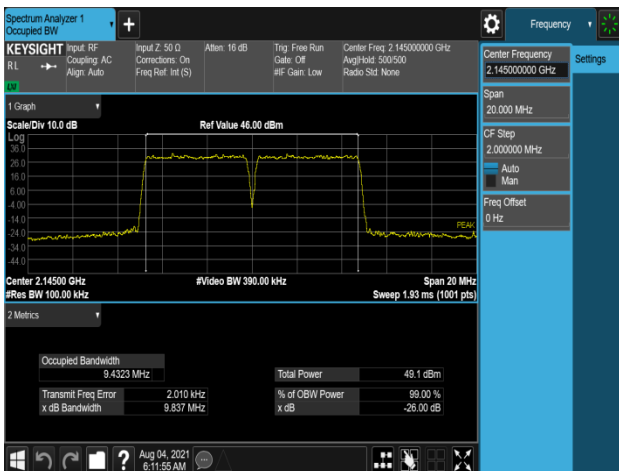 Spectrum Analyzer 1
Occupied BW
+
Frequency
KEYSIGHT
RL
Input: RF
Coupling: AC
Align: Auto
Input Z: 50 Ω
Corrections: On
Freq Ref: Int (S)
Atten: 16 dB
Trig: Free Run
Gate: Off
#IF Gain: Low
Center Freq: 2.145000000 GHz
Avg|Hold: 500/500
Radio Std: None
Center Frequency
2.145000000 GHz
Settings
Span
20.000 MHz
CF Step
2.000000 MHz
Auto
Man
Freq Offset
0 Hz
1 Graph
Scale/Div 10.0 dB
Ref Value 46.00 dBm
Log
36.0
26.0
16.0
6.00
-4.00
-14.0
-24.0
-34.0
-44.0
PEAK
Center 2.14500 GHz
#Video BW 390.00 kHz
Span 20 MHz
#Res BW 100.00 kHz
Sweep 1.93 ms (1001 pts)
2 Metrics
Occupied Bandwidth
9.4323 MHz
Total Power 49.1 dBm
Transmit Freq Error 2.010 kHz
% of OBW Power 99.00 %
x dB Bandwidth 9.837 MHz
x dB -26.00 dB
?
Aug 04, 2021
6:11:55 AM